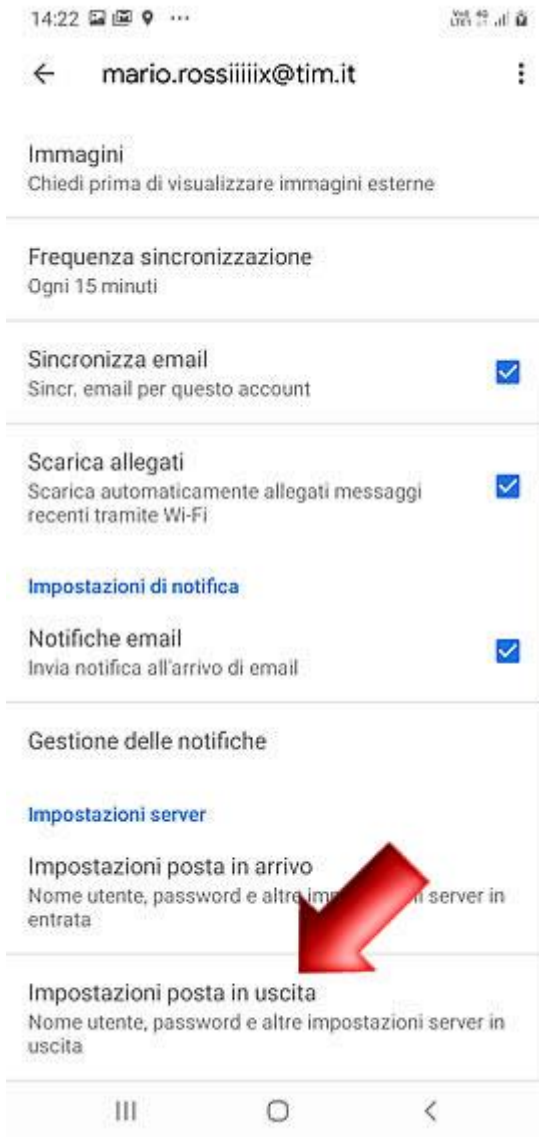 14:22
mario.rossiiiiix@tim.it
Immagini
Chiedi prima di visualizzare immagini esterne
Frequenza sincronizzazione
Ogni 15 minuti
Sincronizza email
Sincr. email per questo account
Scarica allegati
Scarica automaticamente allegati messaggi
recenti tramite Wi-Fi
Impostazioni di notifica
Notifiche email
Invia notifica all'arrivo di email
Gestione delle notifiche
Impostazioni server
Impostazioni posta in arrivo
Nome utente, password e altre server in
entrata
Impostazioni posta in uscita
Nome utente, password e altre impostazioni server in
uscita